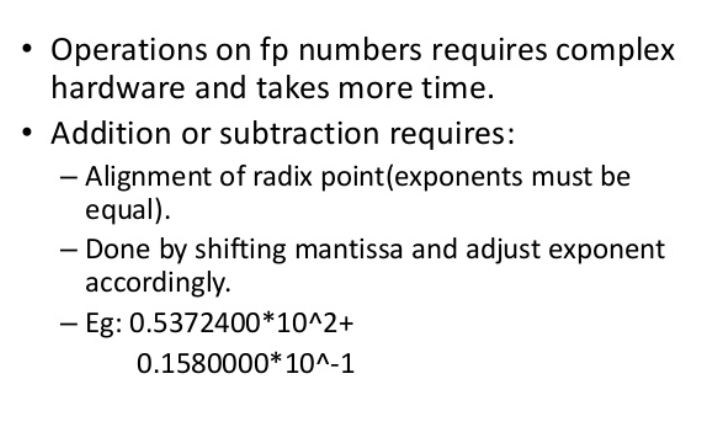 • Operations on fp numbers requires complex
hardware and takes more time.
• Addition or subtraction requires:
– Alignment of radix point(exponents must be
equal).
– Done by shifting mantissa and adjust exponent
accordingly.
– Eg: 0.5372400*10^2+
0.1580000*10^-1